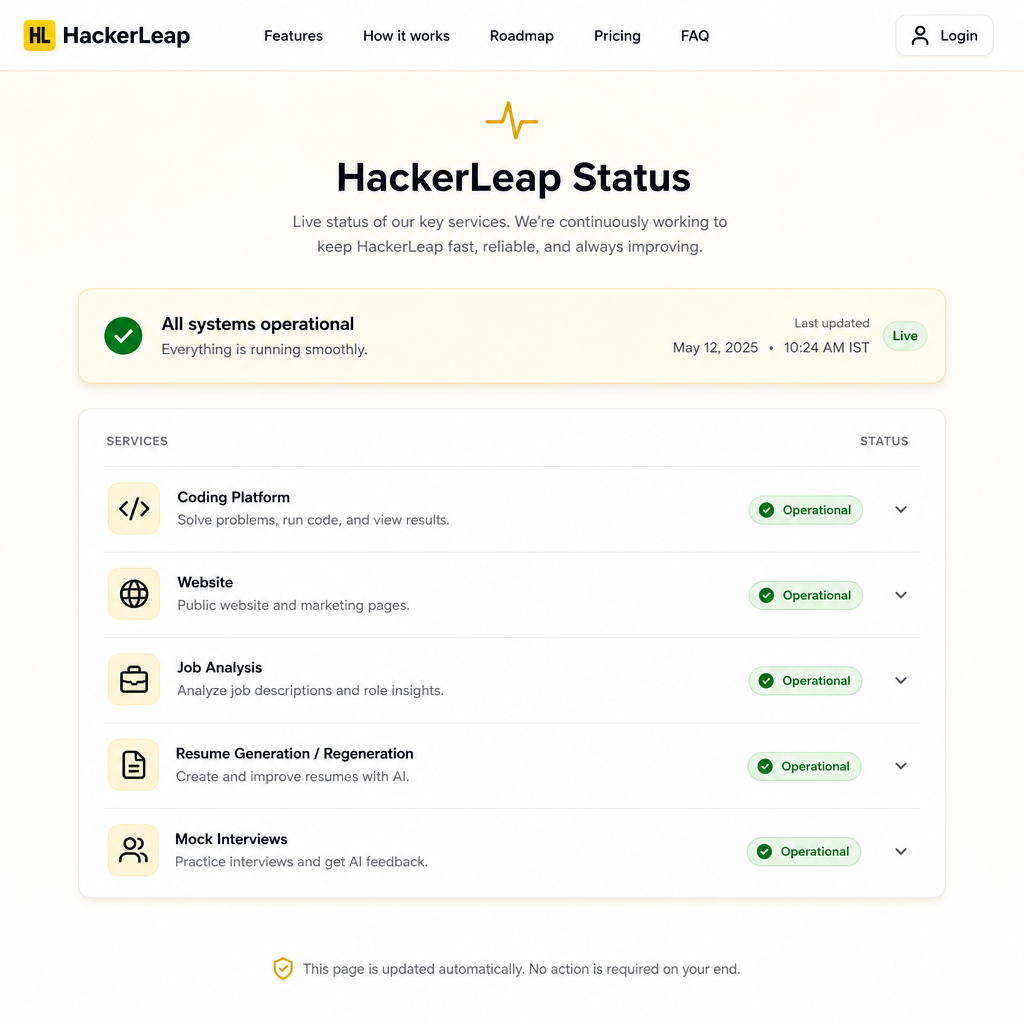 HL HackerLeap Features How it works Roadmap Pricing FAQ Login
HackerLeap Status
Live status of our key services. We're continuously working to
keep HackerLeap fast, reliable, and always improving.
All systems operational
Everything is running smoothly.
Last updated
May 12, 2025 • 10:24 AM IST
Live
SERVICES STATUS
Coding Platform
Solve problems, run code, and view results.
Operational
Website
Public website and marketing pages.
Operational
Job Analysis
Analyze job descriptions and role insights.
Operational
Resume Generation / Regeneration
Create and improve resumes with AI.
Operational
Mock Interviews
Practice interviews and get AI feedback.
Operational
This page is updated automatically. No action is required on your end.